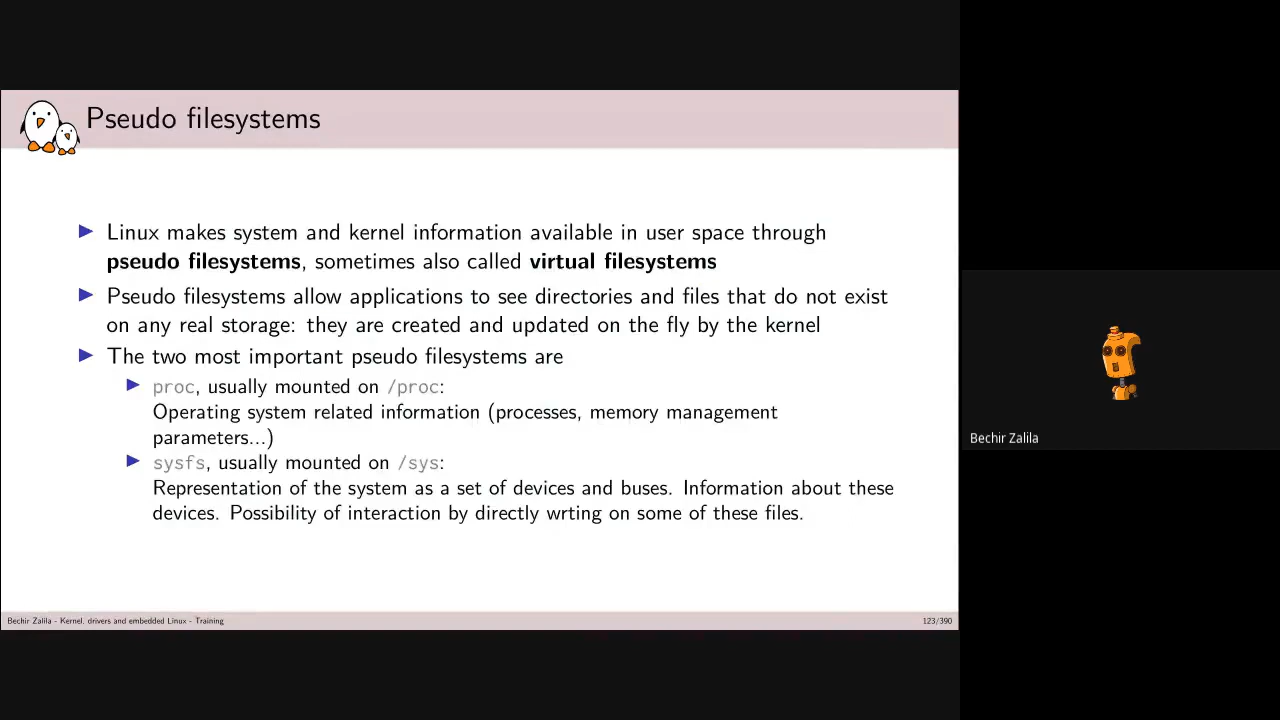 Pseudo filesystems
Linux makes system and kernel information available in user space through
pseudo filesystems, sometimes also called virtual filesystems
Pseudo filesystems allow applications to see directories and files that do not exist
on any real storage: they are created and updated on the fly by the kernel
The two most important pseudo filesystems are
proc, usually mounted on /proc:
Operating system related information (processes, memory management
parameters...)
sysfs, usually mounted on /sys:
Representation of the system as a set of devices and buses. Information about these
devices. Possibility of interaction by directly wrting on some of these files.
Bechir Zalila - Kernel, drivers and embedded Linux - Training
123/390
Bechir Zalila